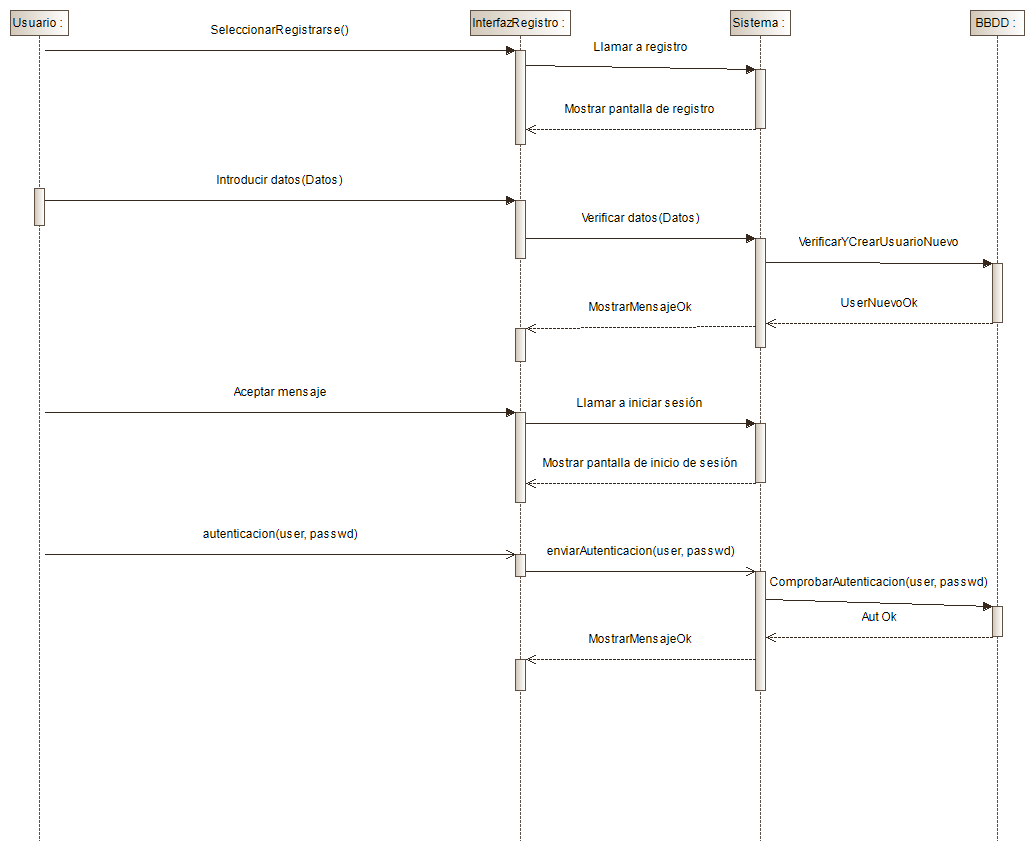 Usuario :
InterfazRegistro :
Sistema :
BBDD :
SeleccionarRegistrarse()
Llamar a registro
Mostrar pantalla de registro
Introducir datos(Datos)
Verificar datos(Datos)
VerificarYCrearUsuarioNuevo
UserNuevoOk
MostrarMensajeOk
Aceptar mensaje
Llamar a iniciar sesión
Mostrar pantalla de inicio de sesión
autenticacion(user, passwd)
enviarAutenticacion(user, passwd)
ComprobarAutenticacion(user, passwd)
Aut Ok
MostrarMensajeOk